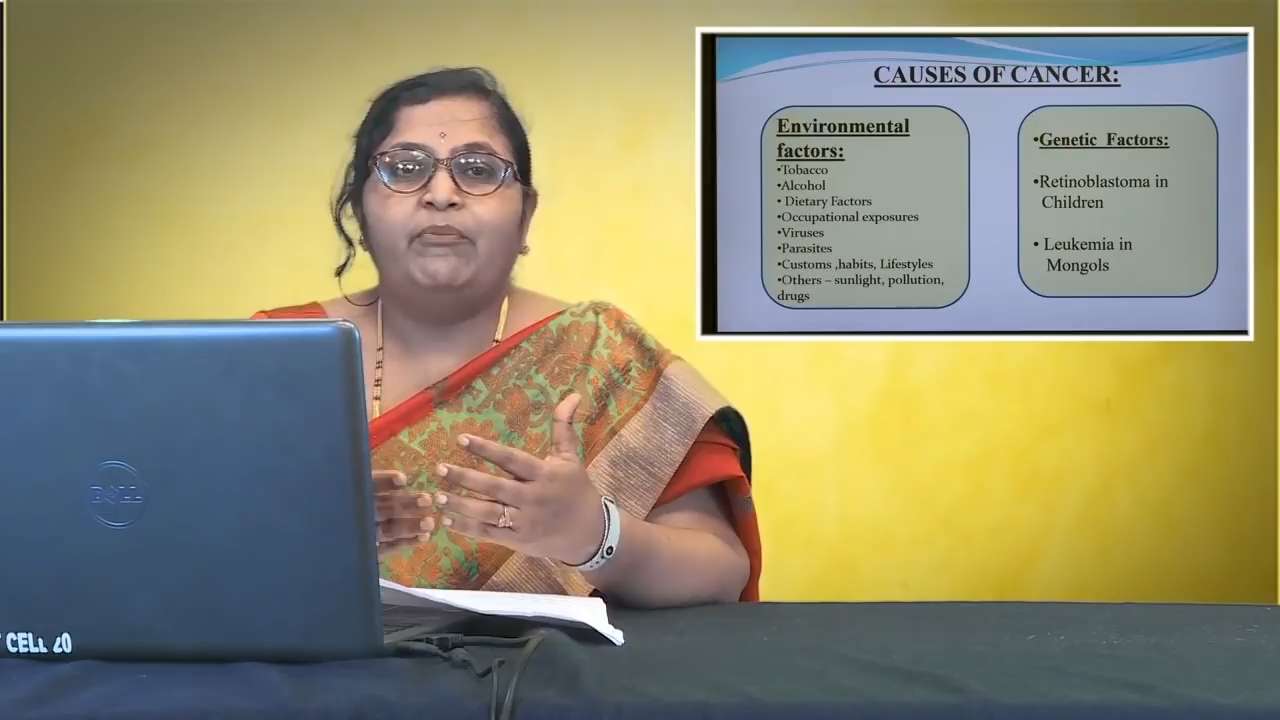 CAUSES OF CANCER:
Environmental
factors:
•Tobacco
•Alcohol
• Dietary Factors
•Occupational exposures
•Viruses
•Parasites
•Customs ,habits, Lifestyles
•Others – sunlight, pollution,
drugs
•Genetic Factors:
•Retinoblastoma in
Children
• Leukemia in
Mongols
DELL
CELL 20